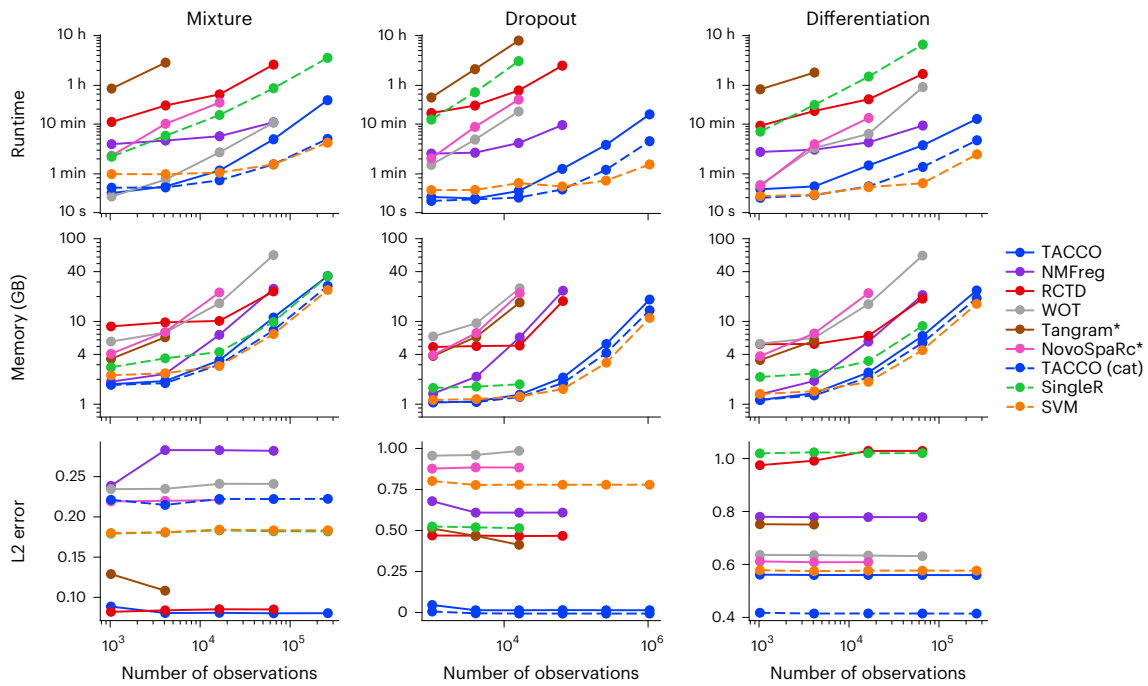 Mixture
Dropout
Differentiation
Runtime
10 h
1 h
10 min
1 min
10 s
10 h
1 h
10 min
1 min
10 s
10 h
1 h
10 min
1 min
10 s
Memory (GB)
100
40
10
4
1
100
40
10
4
1
100
40
10
4
1
TACCO
NMFreg
RCTD
WOT
Tangram*
NovoSpaRc*
TACCO (cat)
SingleR
SVM
L2 error
0.25
0.20
0.15
0.10
1.00
0.75
0.50
0.25
0
1.0
0.8
0.6
0.4
10³ 10⁴ 10⁵
10⁴ 10⁶
10³ 10⁴ 10⁵
Number of observations
Number of observations
Number of observations